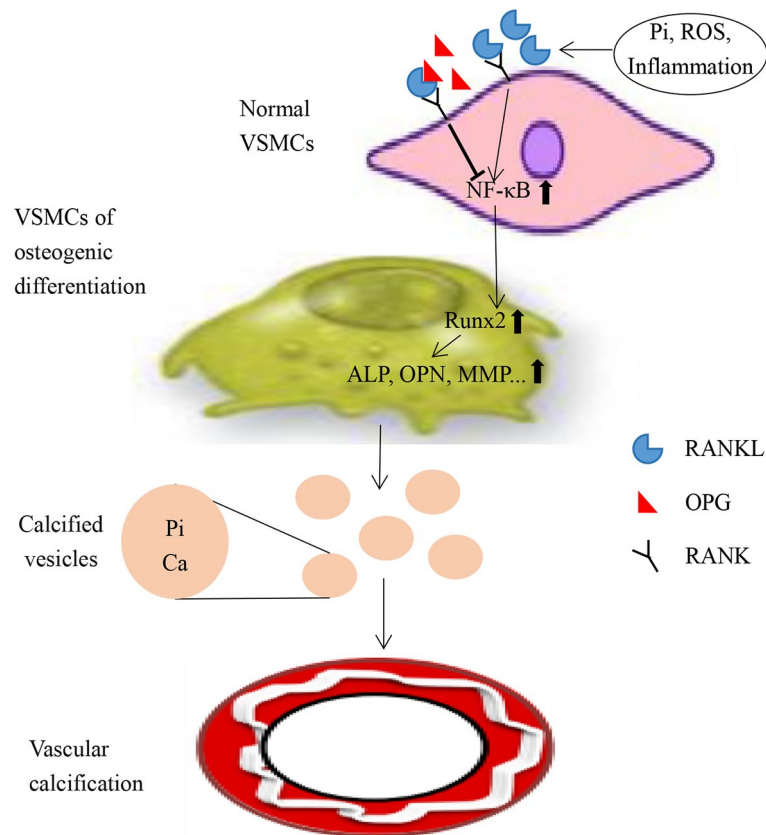 Pi, ROS,
Inflammation
Normal
VSMCs
NF-κB
VSMCs of
osteogenic
differentiation
Runx2
ALP, OPN, MMP...
RANKL
OPG
RANK
Calcified
vesicles
Pi
Ca
Vascular
calcification